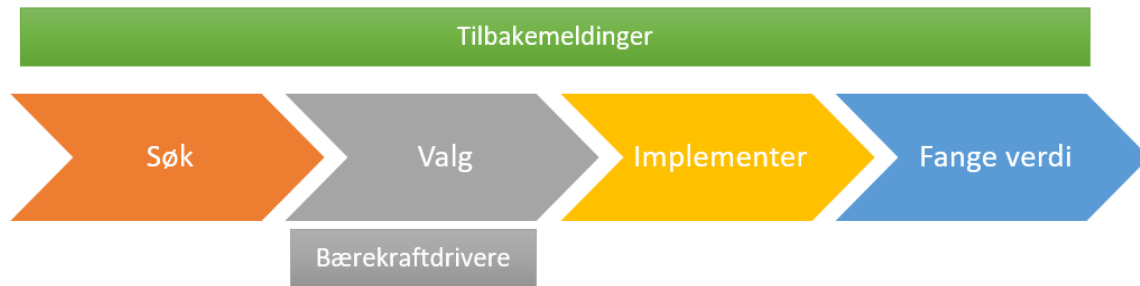 Tilbakemeldinger
Søk
Valg
Implementer
Fange verdi
Bærekraftdrivere